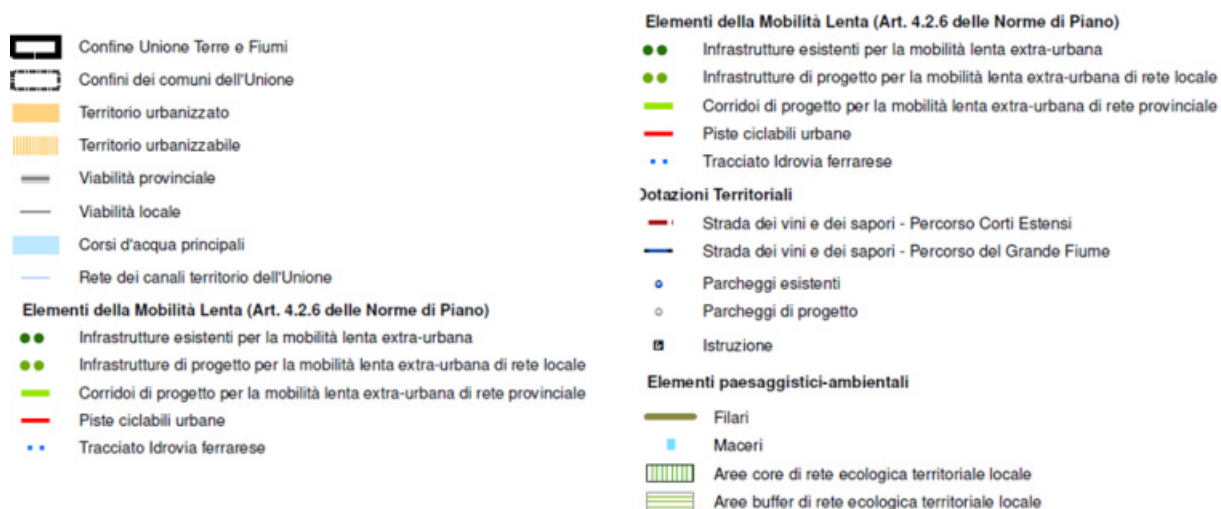 Confine Unione Terre e Fiumi
Confini dei comuni dell'Unione
Territorio urbanizzato
Territorio urbanizzabile
Viabilità provinciale
Viabilità locale
Corsi d'acqua principali
Rete dei canali territorio dell'Unione
Elementi della Mobilità Lenta (Art. 4.2.6 delle Norme di Piano)
Infrastrutture esistenti per la mobilità lenta extra-urbana
Infrastrutture di progetto per la mobilità lenta extra-urbana di rete locale
Corridoi di progetto per la mobilità lenta extra-urbana di rete provinciale
Piste ciclabili urbane
Tracciato Idrovia ferrarese
Elementi della Mobilità Lenta (Art. 4.2.6 delle Norme di Piano)
Infrastrutture esistenti per la mobilità lenta extra-urbana
Infrastrutture di progetto per la mobilità lenta extra-urbana di rete locale
Corridoi di progetto per la mobilità lenta extra-urbana di rete provinciale
Piste ciclabili urbane
Tracciato Idrovia ferrarese
Dotazioni Territoriali
Strada dei vini e dei sapori - Percorso Corti Estensi
Strada dei vini e dei sapori - Percorso del Grande Fiume
Parcheggi esistenti
Parcheggi di progetto
Istruzione
Elementi paesaggistici-ambientali
Filari
Maceri
Aree core di rete ecologica territoriale locale
Aree buffer di rete ecologica territoriale locale